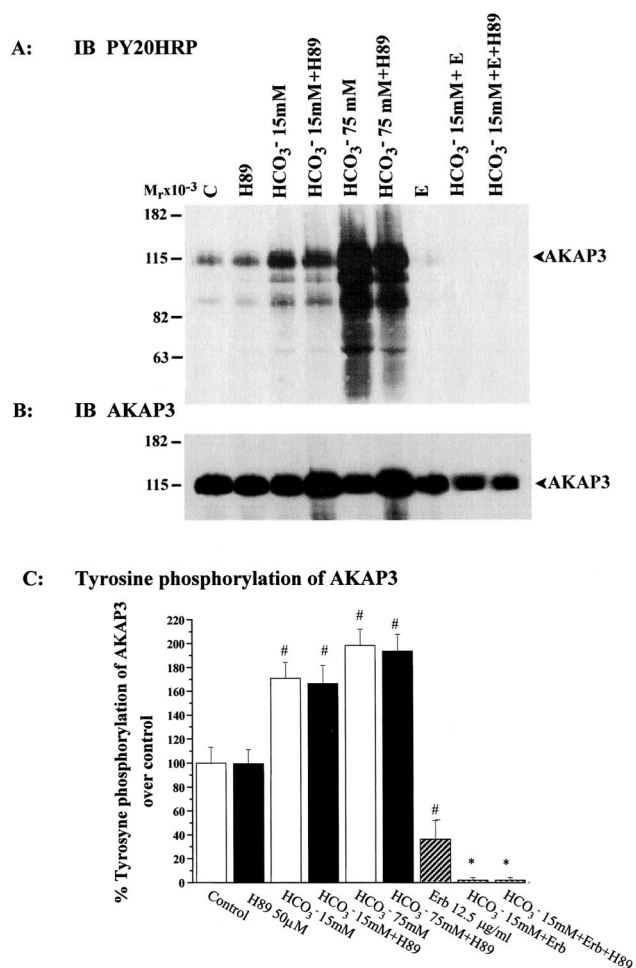 A: IB PY20HRP
C
H89
HCO3- 15mM
HCO3- 15mM+H89
HCO3- 75 mM
HCO3- 75 mM+H89
E
HCO3- 15mM+ E
HCO3- 15mM+E+H89
Mrx10-3
182
115
82
63
AKAP3
B: IB AKAP3
182
115
AKAP3
C: Tyrosine phosphorylation of AKAP3
% Tyrosyne phosphorylation of AKAP3
over control
220
200
180
160
140
120
100
80
60
40
20
0
# # # # # * *
Control
H89 50µM
HCO3- 15mM
HCO3- 15mM+H89
HCO3- 75mM
HCO3- 75mM+H89
Erb 12.5 µg/ml
HCO3- 15mM+Erb
HCO3- 15mM+Erb+H89